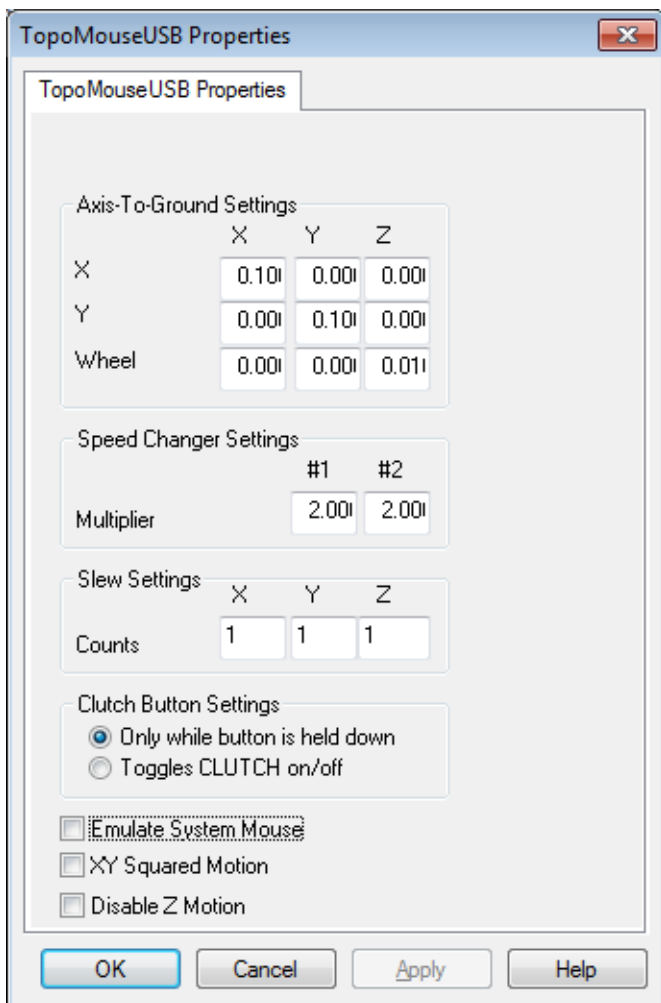 TopoMouseUSB Properties
TopoMouseUSB Properties
Axis-To-Ground Settings
X Y Z
X 0.10 0.00 0.00
Y 0.00 0.10 0.00
Wheel 0.00 0.00 0.01
Speed Changer Settings
#1 #2
Multiplier 2.00 2.00
Slew Settings
X Y Z
Counts 1 1 1
Clutch Button Settings
Only while button is held down
Toggles CLUTCH on/off
Emulate System Mouse
XY Squared Motion
Disable Z Motion
OK Cancel Apply Help